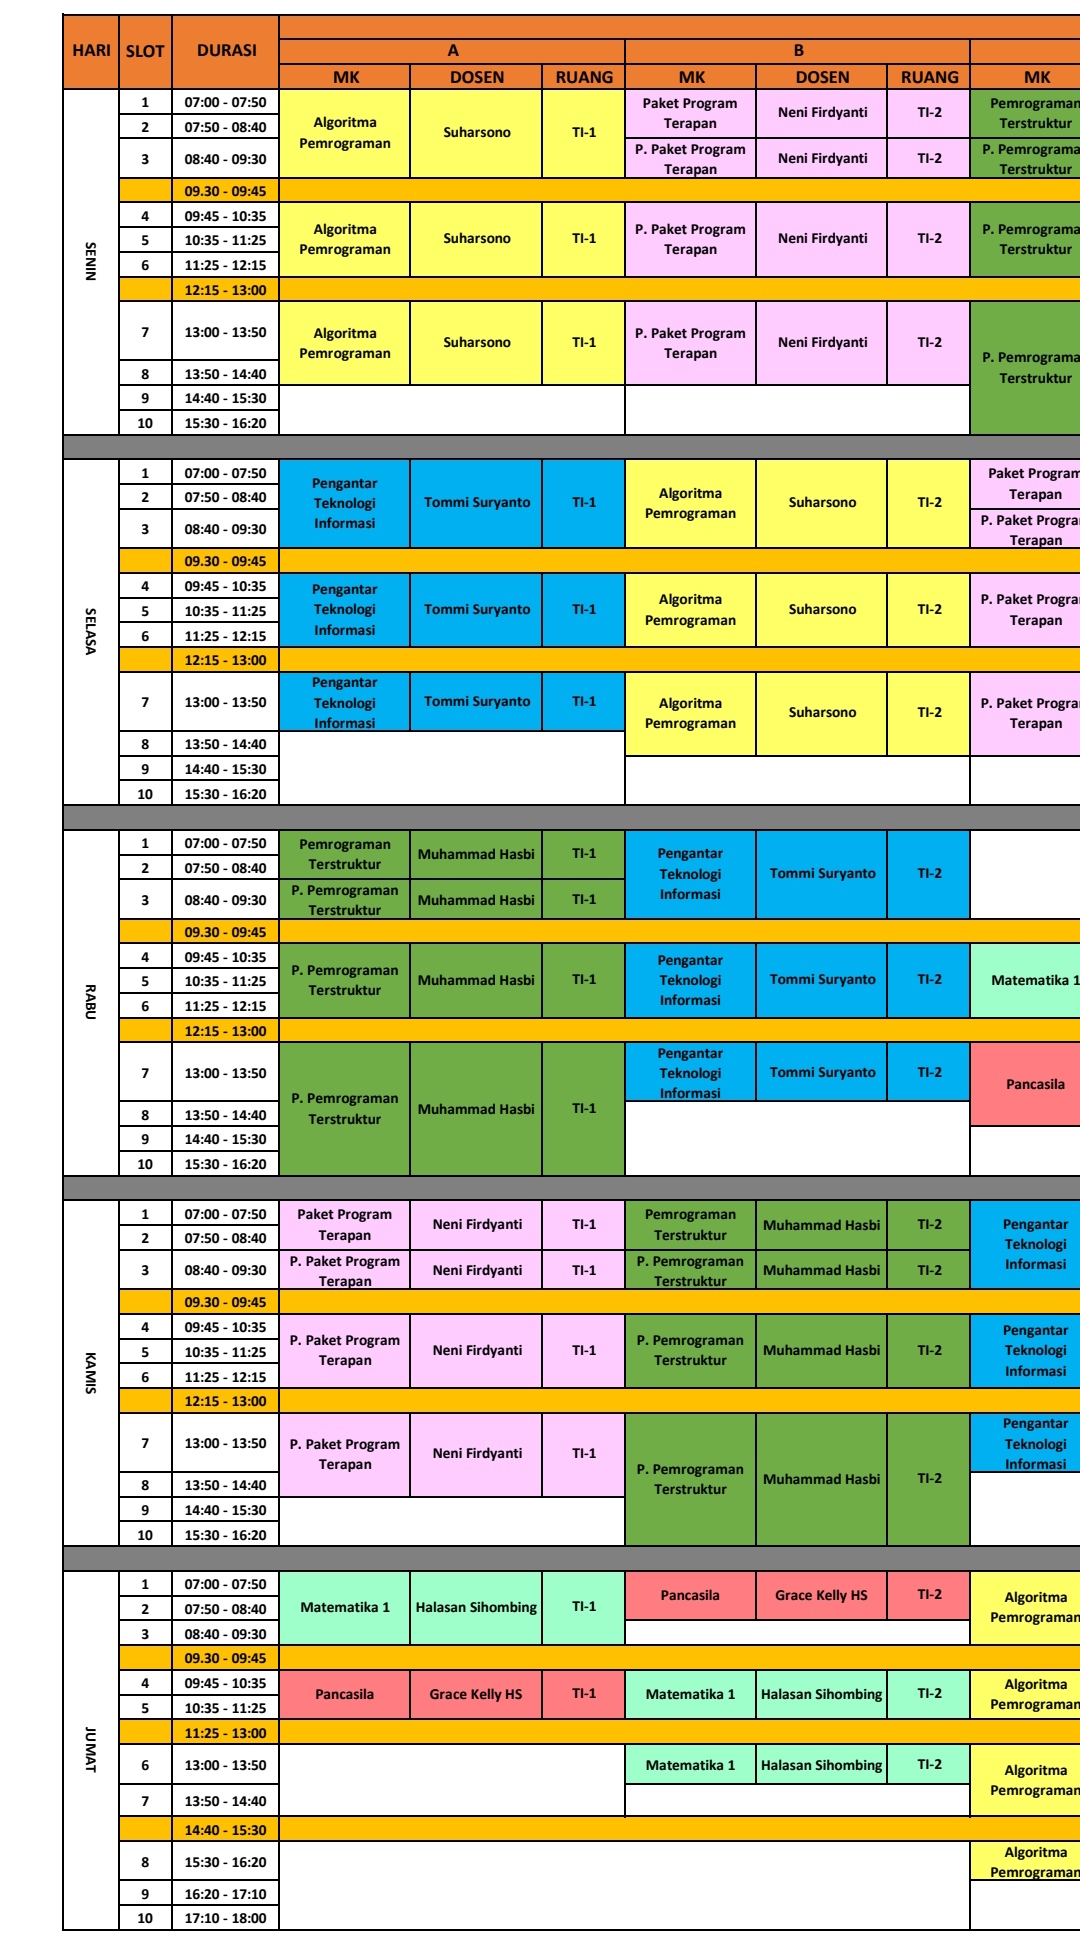 HARI SLOT DURASI
A B
MK DOSEN RUANG MK DOSEN RUANG MK
SENIN
1 07:00 - 07:50
2 07:50 - 08:40
3 08:40 - 09:30
Algoritma
Pemrograman
Suharsono
TI-1
Paket Program
Terapan
Neni Firdyanti
TI-2
P. Paket Program
Terapan
Neni Firdyanti
TI-2
Pemrograman
Terstruktur
P. Pemrograma
Terstruktur
09.30 - 09:45
4 09:45 - 10:35
5 10:35 - 11:25
6 11:25 - 12:15
Algoritma
Pemrograman
Suharsono
TI-1
P. Paket Program
Terapan
Neni Firdyanti
TI-2
P. Pemrograma
Terstruktur
12:15 - 13:00
7 13:00 - 13:50
8 13:50 - 14:40
9 14:40 - 15:30
10 15:30 - 16:20
Algoritma
Pemrograman
Suharsono
TI-1
P. Paket Program
Terapan
Neni Firdyanti
TI-2
P. Pemrograma
Terstruktur
SELASA
1 07:00 - 07:50
2 07:50 - 08:40
3 08:40 - 09:30
Pengantar
Teknologi
Informasi
Tommi Suryanto
TI-1
Algoritma
Pemrograman
Suharsono
TI-2
Paket Program
Terapan
P. Paket Progra
Terapan
09.30 - 09:45
4 09:45 - 10:35
5 10:35 - 11:25
6 11:25 - 12:15
Pengantar
Teknologi
Informasi
Tommi Suryanto
TI-1
Algoritma
Pemrograman
Suharsono
TI-2
P. Paket Progra
Terapan
12:15 - 13:00
7 13:00 - 13:50
8 13:50 - 14:40
9 14:40 - 15:30
10 15:30 - 16:20
Pengantar
Teknologi
Informasi
Tommi Suryanto
TI-1
Algoritma
Pemrograman
Suharsono
TI-2
P. Paket Progra
Terapan
RABU
1 07:00 - 07:50
2 07:50 - 08:40
3 08:40 - 09:30
Pemrograman
Terstruktur
Muhammad Hasbi
TI-1
P. Pemrograman
Terstruktur
Muhammad Hasbi
TI-1
Pengantar
Teknologi
Informasi
Tommi Suryanto
TI-2
09.30 - 09:45
4 09:45 - 10:35
5 10:35 - 11:25
6 11:25 - 12:15
P. Pemrograman
Terstruktur
Muhammad Hasbi
TI-1
Pengantar
Teknologi
Informasi
Tommi Suryanto
TI-2
Matematika 1
12:15 - 13:00
7 13:00 - 13:50
8 13:50 - 14:40
9 14:40 - 15:30
10 15:30 - 16:20
P. Pemrograman
Terstruktur
Muhammad Hasbi
TI-1
Pengantar
Teknologi
Informasi
Tommi Suryanto
TI-2
Pancasila
KAMIS
1 07:00 - 07:50
2 07:50 - 08:40
3 08:40 - 09:30
Paket Program
Terapan
Neni Firdyanti
TI-1
P. Paket Program
Terapan
Neni Firdyanti
TI-1
Pemrograman
Terstruktur
Muhammad Hasbi
TI-2
P. Pemrograman
Terstruktur
Muhammad Hasbi
TI-2
Pengantar
Teknologi
Informasi
09.30 - 09:45
4 09:45 - 10:35
5 10:35 - 11:25
6 11:25 - 12:15
P. Paket Program
Terapan
Neni Firdyanti
TI-1
P. Pemrograman
Terstruktur
Muhammad Hasbi
TI-2
Pengantar
Teknologi
Informasi
12:15 - 13:00
7 13:00 - 13:50
8 13:50 - 14:40
9 14:40 - 15:30
10 15:30 - 16:20
P. Paket Program
Terapan
Neni Firdyanti
TI-1
P. Pemrograman
Terstruktur
Muhammad Hasbi
TI-2
Pengantar
Teknologi
Informasi
JUMAT
1 07:00 - 07:50
2 07:50 - 08:40
3 08:40 - 09:30
Matematika 1
Halasan Sihombing
TI-1
Pancasila
Grace Kelly HS
TI-2
Algoritma
Pemrograman
09.30 - 09:45
4 09:45 - 10:35
5 10:35 - 11:25
Pancasila
Grace Kelly HS
TI-1
Matematika 1
Halasan Sihombing
TI-2
Algoritma
Pemrograman
11:25 - 13:00
6 13:00 - 13:50
7 13:50 - 14:40
Matematika 1
Halasan Sihombing
TI-2
Algoritma
Pemrograman
14:40 - 15:30
8 15:30 - 16:20
9 16:20 - 17:10
10 17:10 - 18:00
Algoritma
Pemrograman